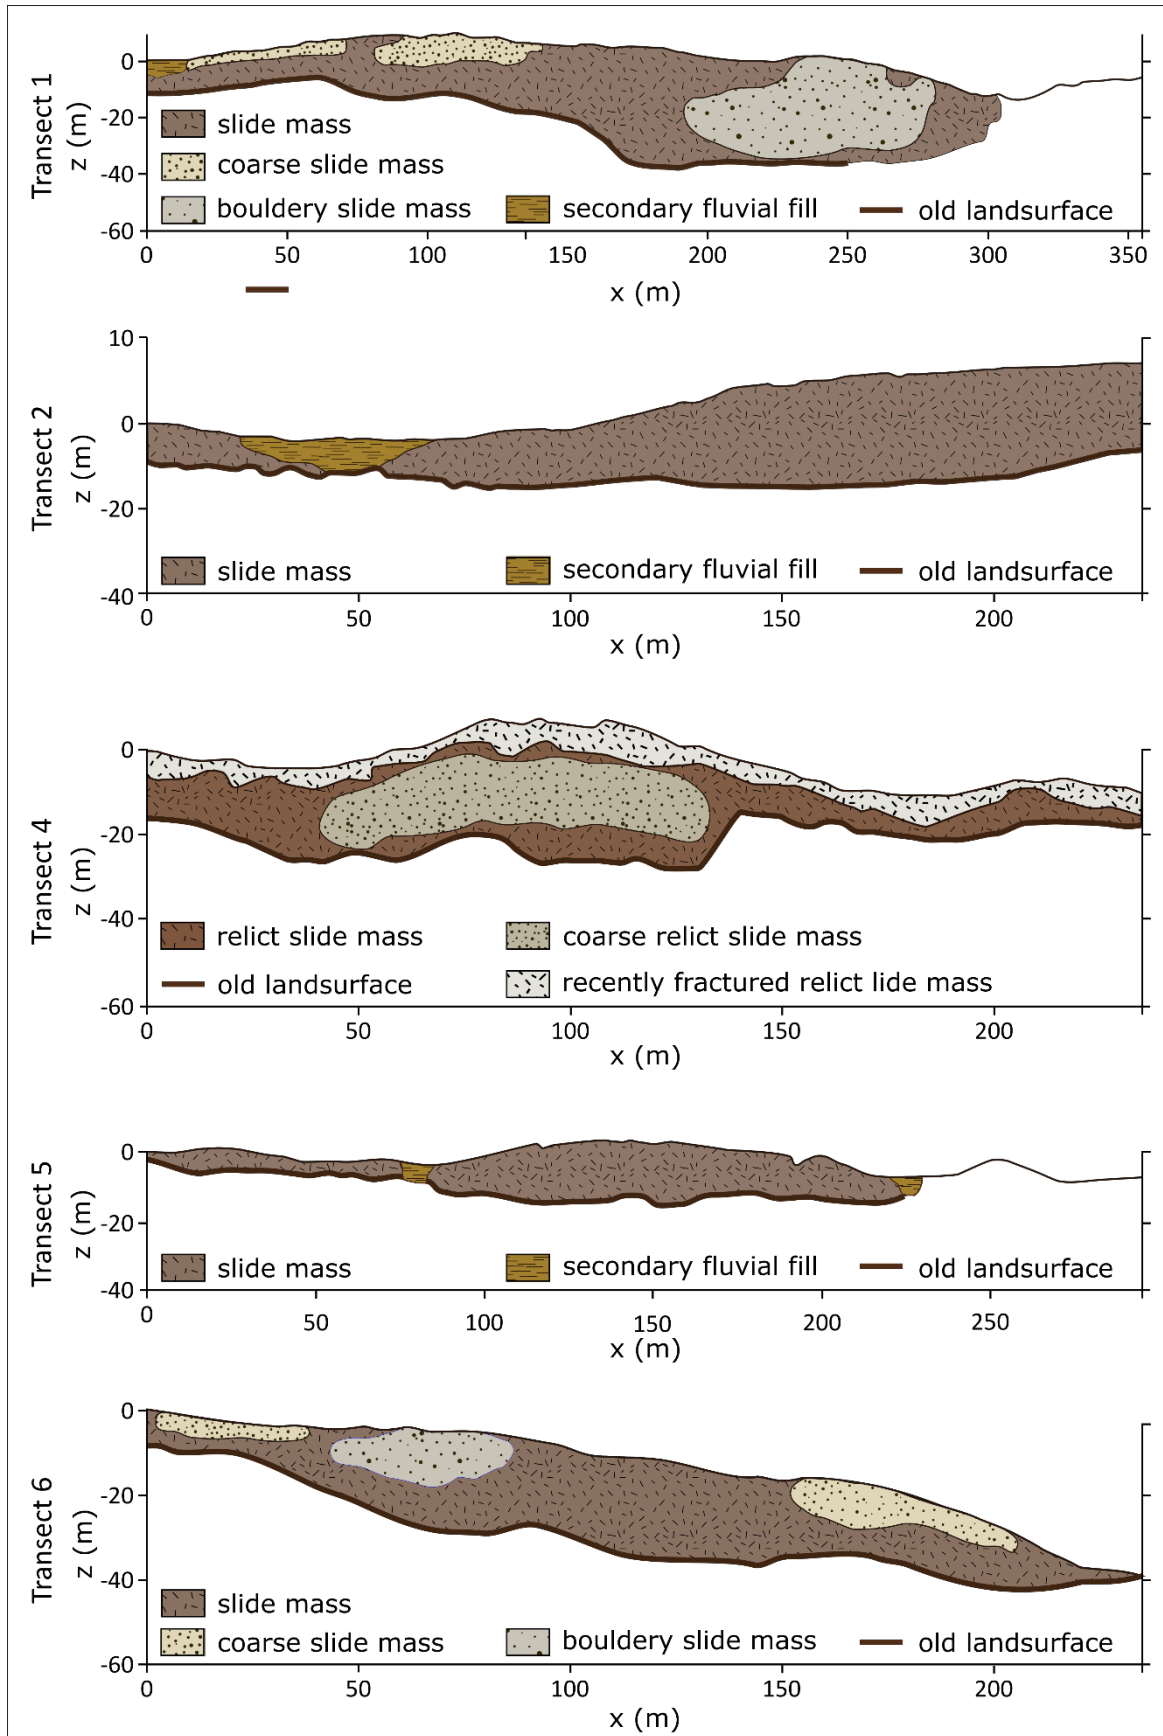 Transect 1
z (m)
0
-20
-40
-60
slide mass
coarse slide mass
bouldery slide mass
secondary fluvial fill
old landsurface
0 50 100 150 200 250 300 350
x (m)
Transect 2
z (m)
10
0
-20
-40
slide mass
secondary fluvial fill
old landsurface
0 50 100 150 200
x (m)
Transect 4
z (m)
0
-20
-40
-60
relict slide mass
coarse relict slide mass
old landsurface
recently fractured relict lide mass
0 50 100 150 200
x (m)
Transect 5
z (m)
0
-20
-40
slide mass
secondary fluvial fill
old landsurface
0 50 100 150 200 250
x (m)
Transect 6
z (m)
0
-20
-40
-60
slide mass
coarse slide mass
bouldery slide mass
old landsurface
0 50 100 150 200
x (m)